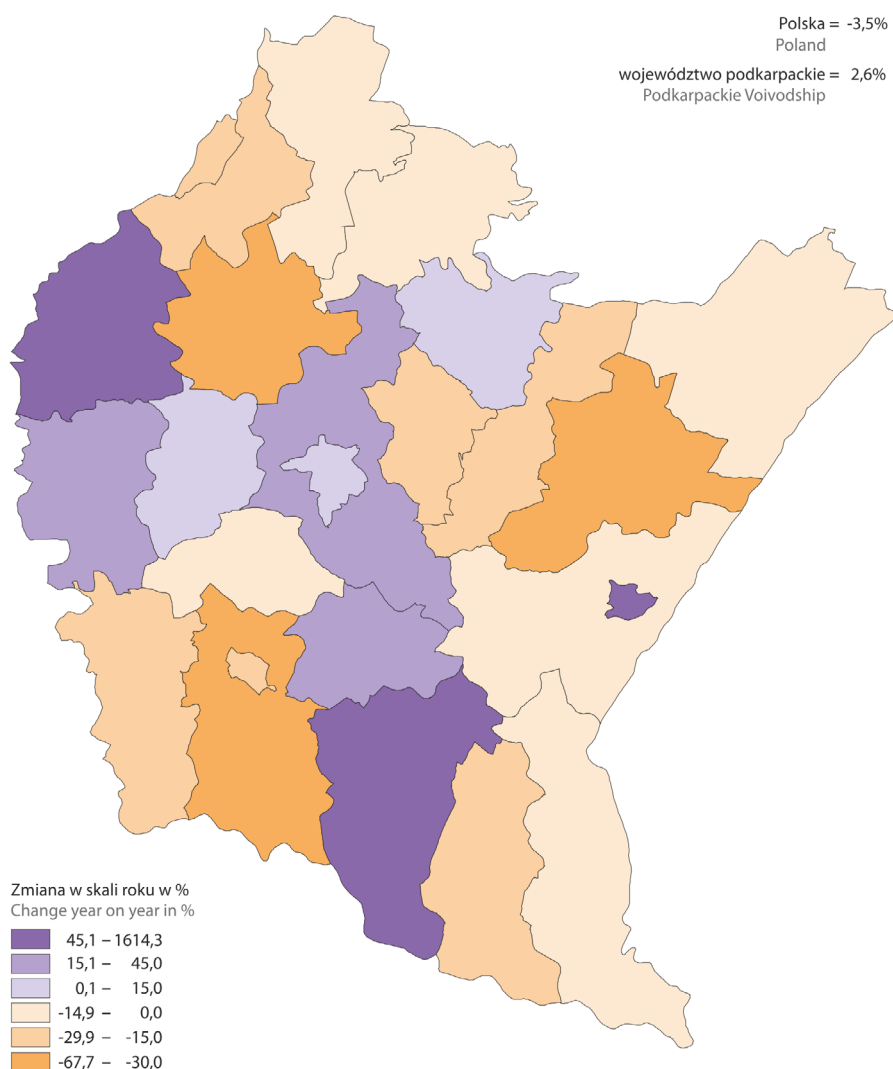 Polska = -3,5%
Poland
województwo podkarpackie = 2,6%
Podkarpackie Voivodship
Zmiana w skali roku w %
Change year on year in %
45,1 – 1614,3
15,1 – 45,0
0,1 – 15,0
-14,9 – 0,0
-29,9 – -15,0
-67,7 – -30,0